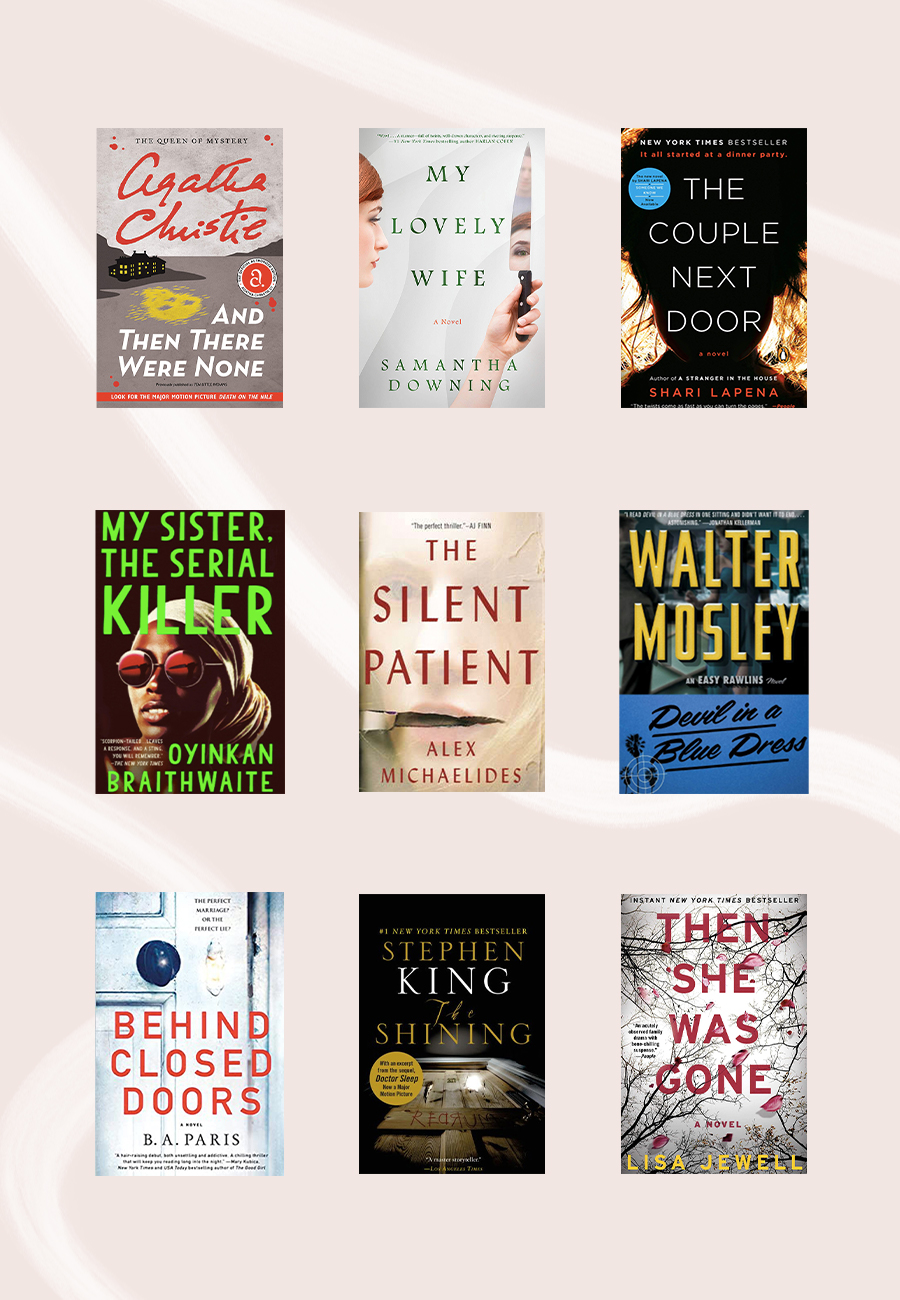 THE QUEEN OF MYSTERY
Agatha
Christie
AND
THEN THERE
WERE NONE
LOOK FOR THE MAJOR MOTION PICTURE DEATH ON THE NILE
MY
LOVELY
WIFE
A Novel
SAMANTHA
DOWNING
NEW YORK TIMES BESTSELLER
It all started at a dinner party.
THE
COUPLE
NEXT
DOOR
a novel
Author of A STRANGER IN THE HOUSE
SHARI LAPENA
"The twists come as fast as you can turn the pages." —People
MY SISTER,
THE SERIAL
KILLER
"SCORPION-TAILED... LEAVES
A RESPONSE, AND A STING,
YOU WILL REMEMBER."
—THE NEW YORK TIMES
OYINKAN
BRAITHWAITE
"The perfect thriller."–AJ FINN
THE
SILENT
PATIENT
ALEX
MICHAELIDES
"I READ DEVIL IN A BLUE DRESS IN ONE SITTING AND DIDN'T WANT IT TO END....
ASTONISHING." —JONATHAN KELLERMAN
WALTER
MOSLEY
AN EASY RAWLINS Novel
Devil in a
Blue Dress
THE PERFECT
MARRIAGE?
OR THE
PERFECT LIE?
BEHIND
CLOSED
DOORS
A NOVEL
B. A. PARIS
"A hair-raising debut, both unsettling and addictive. A chilling thriller
that will keep you reading long into the night." —Mary Kubica,
New York Times and USA Today bestselling author of The Good Girl
#1 NEW YORK TIMES BESTSELLER
STEPHEN
KING
The
SHINING
With an excerpt
from the sequel,
Doctor Sleep
Now a Major
Motion Picture
"A master storyteller."
—LOS ANGELES TIMES
INSTANT NEW YORK TIMES BESTSELLER
THEN
SHE
WAS
GONE
"An acutely
observed family
drama with
bone-chilling
suspense."
—People
A NOVEL
LISA JEWELL